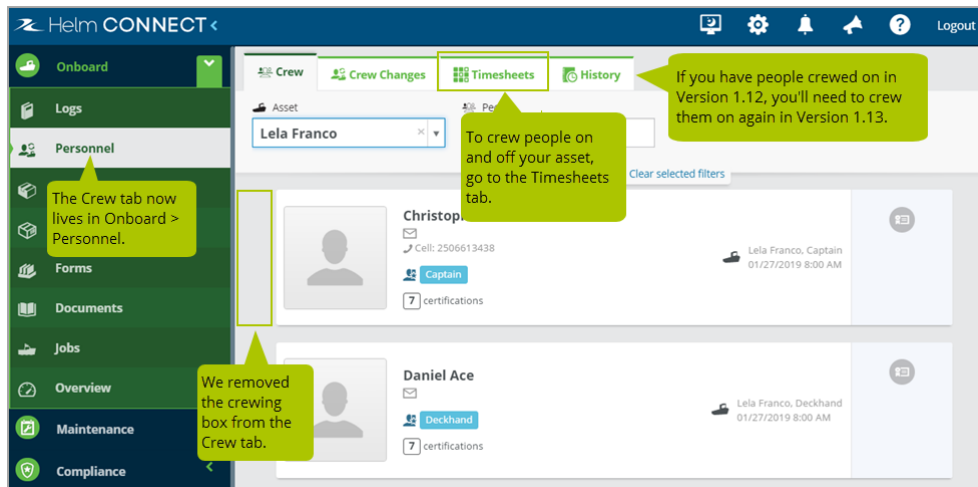 Helm CONNECT <
Logout
Onboard
Logs
Personnel
Forms
Documents
Jobs
Overview
Maintenance
Compliance
The Crew tab now
lives in Onboard >
Personnel.
Crew
Crew Changes
Timesheets
History
If you have people crewed on in
Version 1.12, you'll need to crew
them on again in Version 1.13.
Asset
Lela Franco
×
To crew people on
and off your asset,
go to the Timesheets
tab.
Clear selected filters
Cell: 2506613438
Captain
7 certifications
Lela Franco, Captain
01/27/2019 8:00 AM
We removed
the crewing
box from the
Crew tab.
Daniel Ace
Deckhand
7 certifications
Lela Franco, Deckhand
01/27/2019 8:00 AM